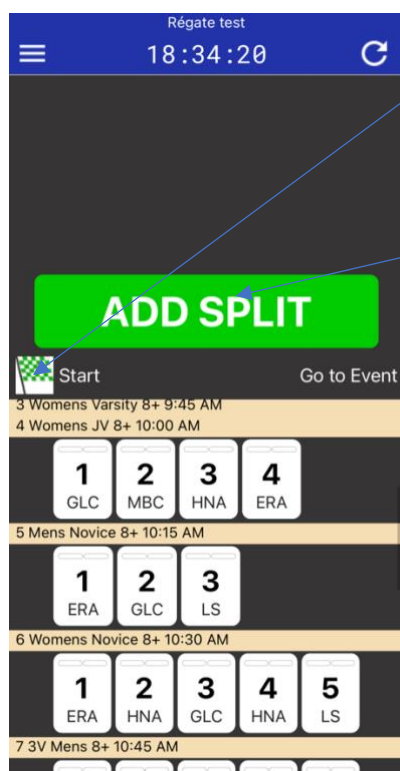 Régate test
18:34:20
ADD SPLIT
Start
Go to Event
3 Womens Varsity 8+ 9:45 AM
4 Womens JV 8+ 10:00 AM
1 2 3 4
GLC MBC HNA ERA
5 Mens Novice 8+ 10:15 AM
1 2 3
ERA GLC LS
6 Womens Novice 8+ 10:30 AM
1 2 3 4 5
ERA HNA GLC HNA LS
7 3V Mens 8+ 10:45 AM